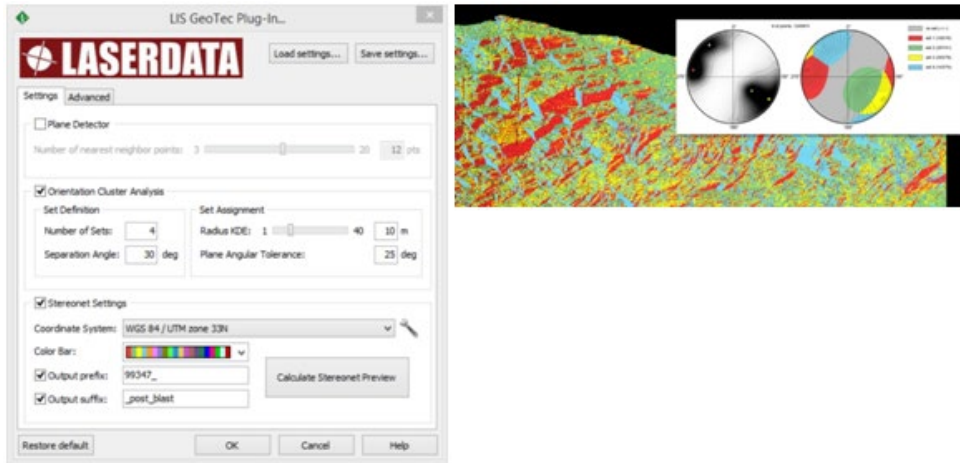 LIS GeoTec Plug-In...
LASERDATA
Load settings...
Save settings...
Settings
Advanced
Plane Detector
Number of nearest neighbor points: 3 20 12 pts
Orientation Cluster Analysis
Set Definition
Set Assignment
Number of Sets: 4
Radius KDE: 1 40 10 m
Separation Angle: 30 deg
Plane Angular Tolerance: 25 deg
Stereonet Settings
Coordinate System: WGS 84 / UTM zone 33N
Color Bar:
Output prefix: 99347_
Output suffix: _post_blast
Calculate Stereonet Preview
Restore default
OK
Cancel
Help